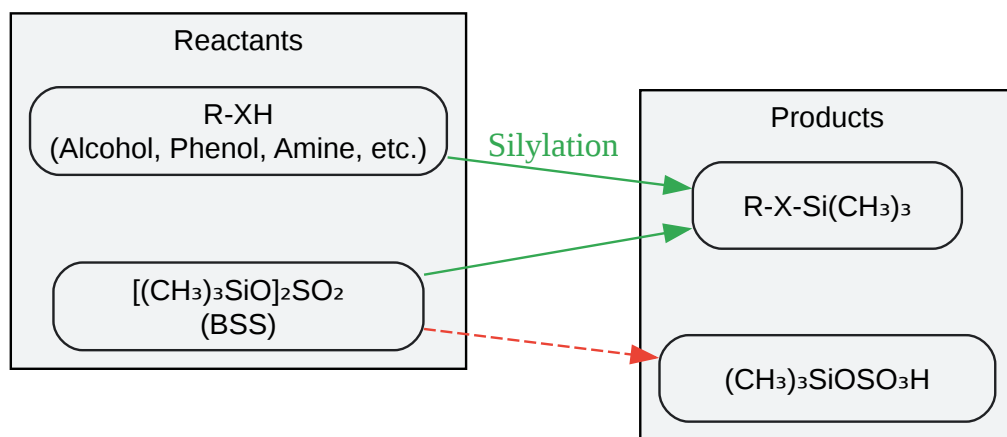 Reactants
R-XH
(Alcohol, Phenol, Amine, etc.)
Silylation
Products
R-X-Si(CH₃)₃
[(CH₃)₃SiO]₂SO₂
(BSS)
(CH₃)₃SiOSO₃H